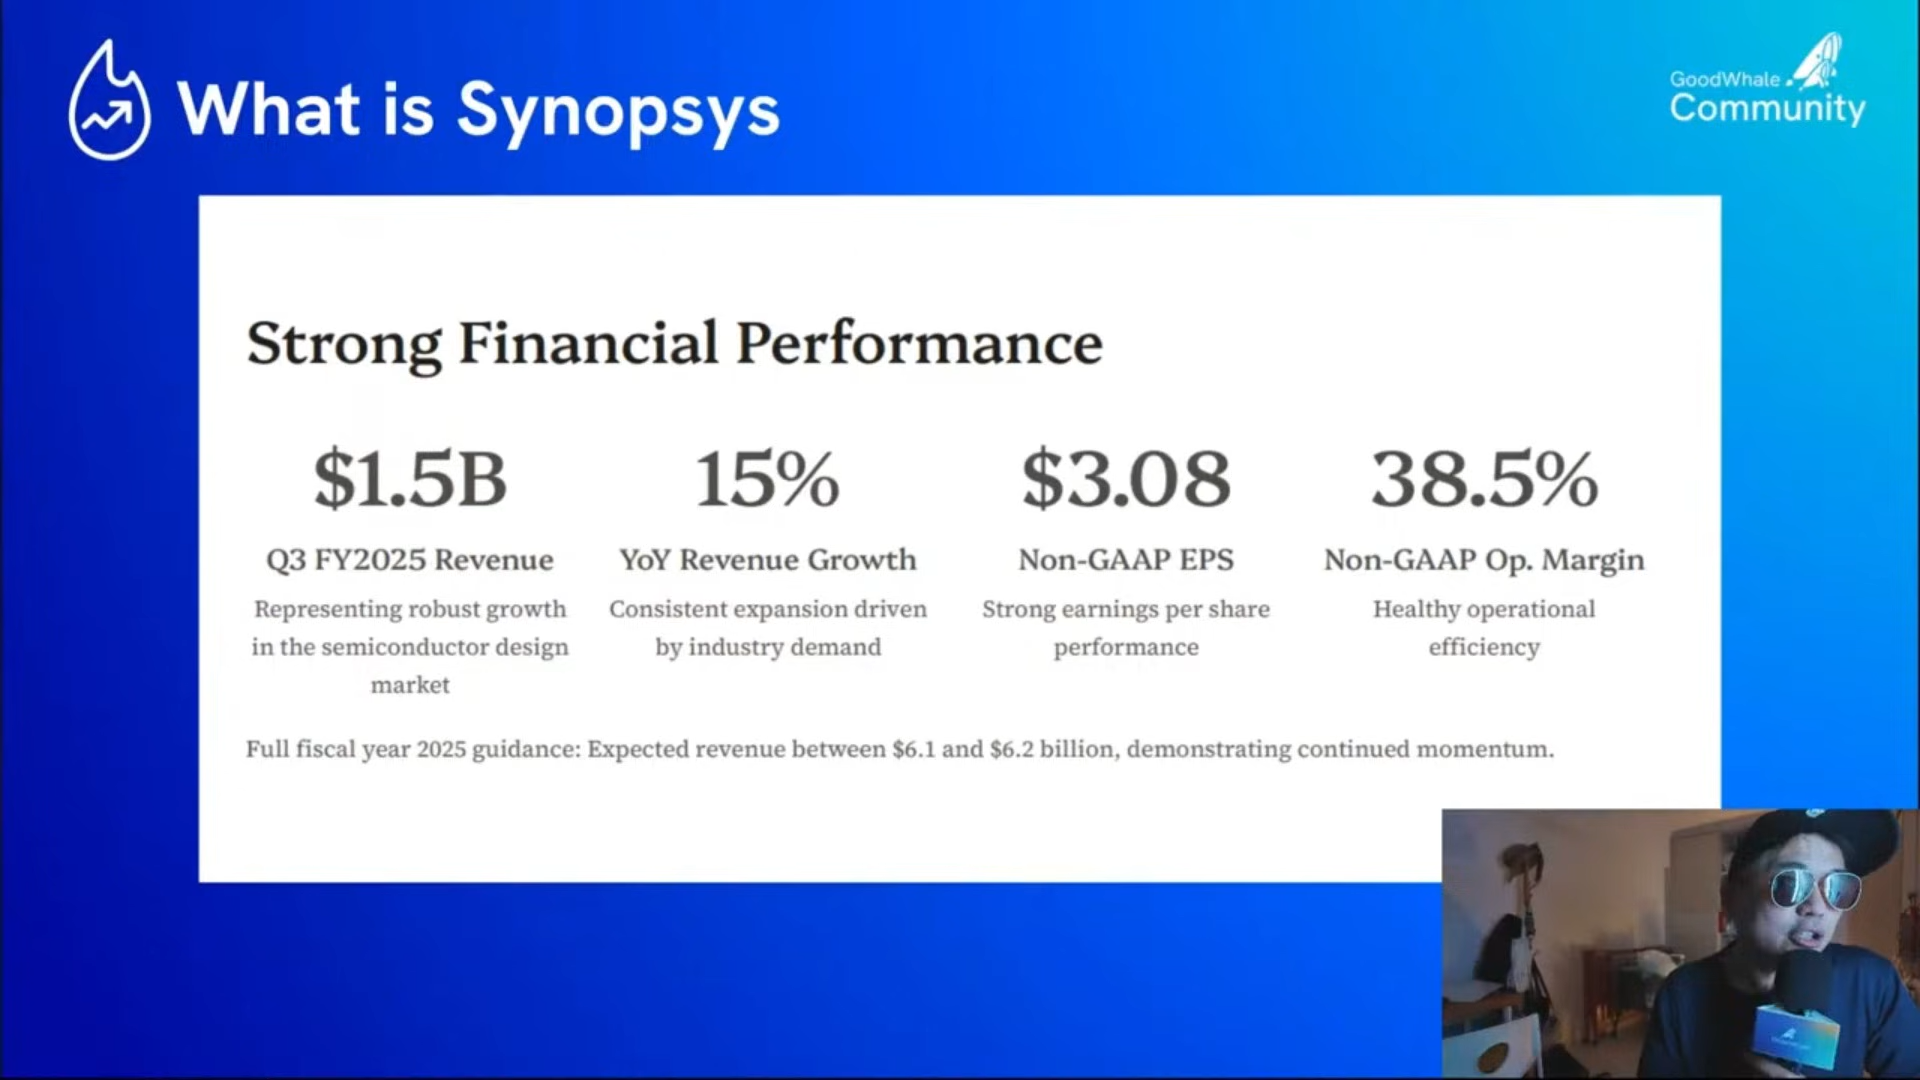 What is Synopsys
GoodWhale
Community
Strong Financial Performance
$1.5B
Q3 FY2025 Revenue
Representing robust growth
in the semiconductor design
market
15%
YoY Revenue Growth
Consistent expansion driven
by industry demand
$3.08
Non-GAAP EPS
Strong earnings per share
performance
38.5%
Non-GAAP Op. Margin
Healthy operational
efficiency
Full fiscal year 2025 guidance: Expected revenue between $6.1 and $6.2 billion, demonstrating continued momentum.